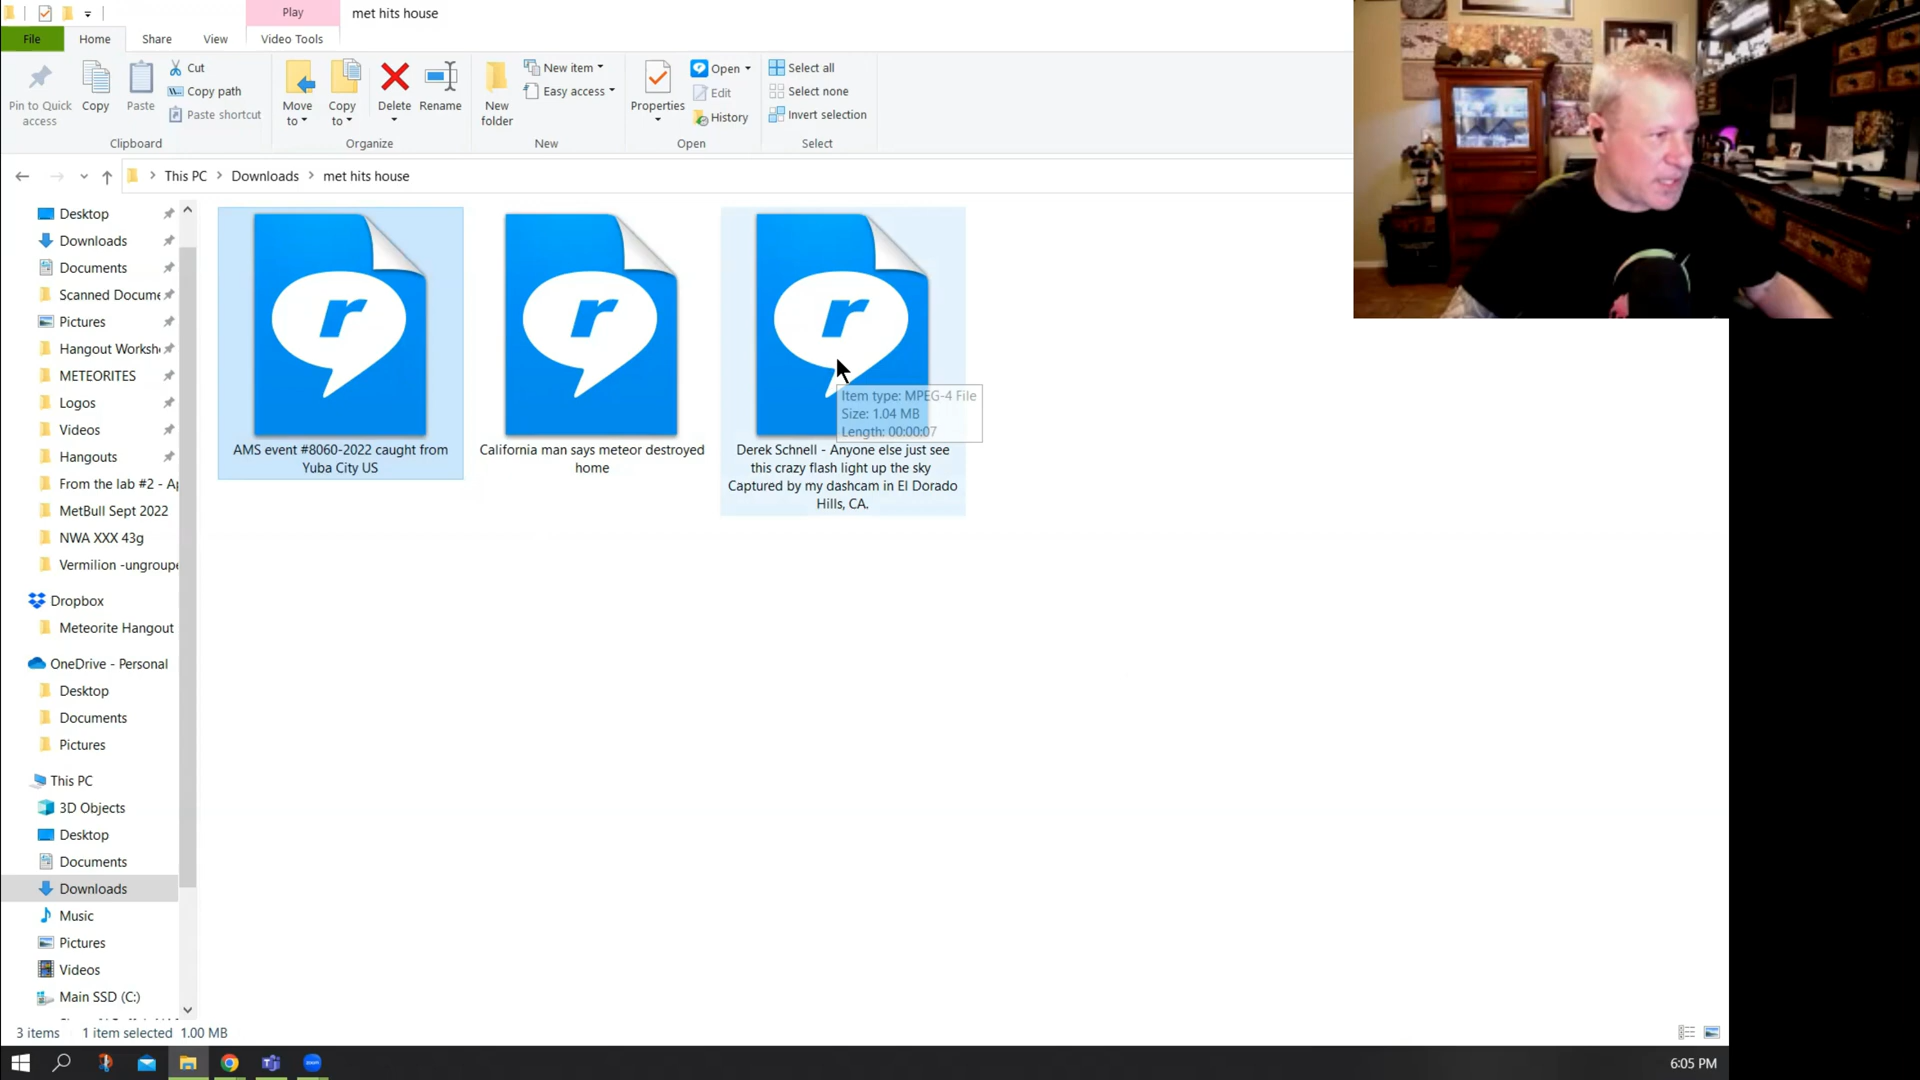 Play
met hits house
File
Home
Share
View
Video Tools
Pin to Quick
access
Copy
Paste
Cut
Copy path
Paste shortcut
Clipboard
Move
to
Copy
to
Delete
Rename
Organize
New
folder
New item
Easy access
New
Properties
Open
Edit
History
Open
Select all
Select none
Invert selection
Select
This PC
Downloads
met hits house
Desktop
Downloads
Documents
Scanned Docume
Pictures
Hangout Worksh
METEORITES
Logos
Videos
Hangouts
From the lab #2 - Ap
MetBull Sept 2022
NWA XXX 43g
Vermilion -ungroupe
Dropbox
Meteorite Hangout
OneDrive - Personal
Desktop
Documents
Pictures
This PC
3D Objects
Desktop
Documents
Downloads
Music
Pictures
Videos
Main SSD (C:)
r
AMS event #8060-2022 caught from
Yuba City US
r
California man says meteor destroyed
home
r
Item type: MPEG-4 File
Size: 1.04 MB
Length: 00:00:07
Derek Schnell - Anyone else just see
this crazy flash light up the sky
Captured by my dashcam in El Dorado
Hills, CA.
3 items
1 item selected 1.00 MB
6:05 PM